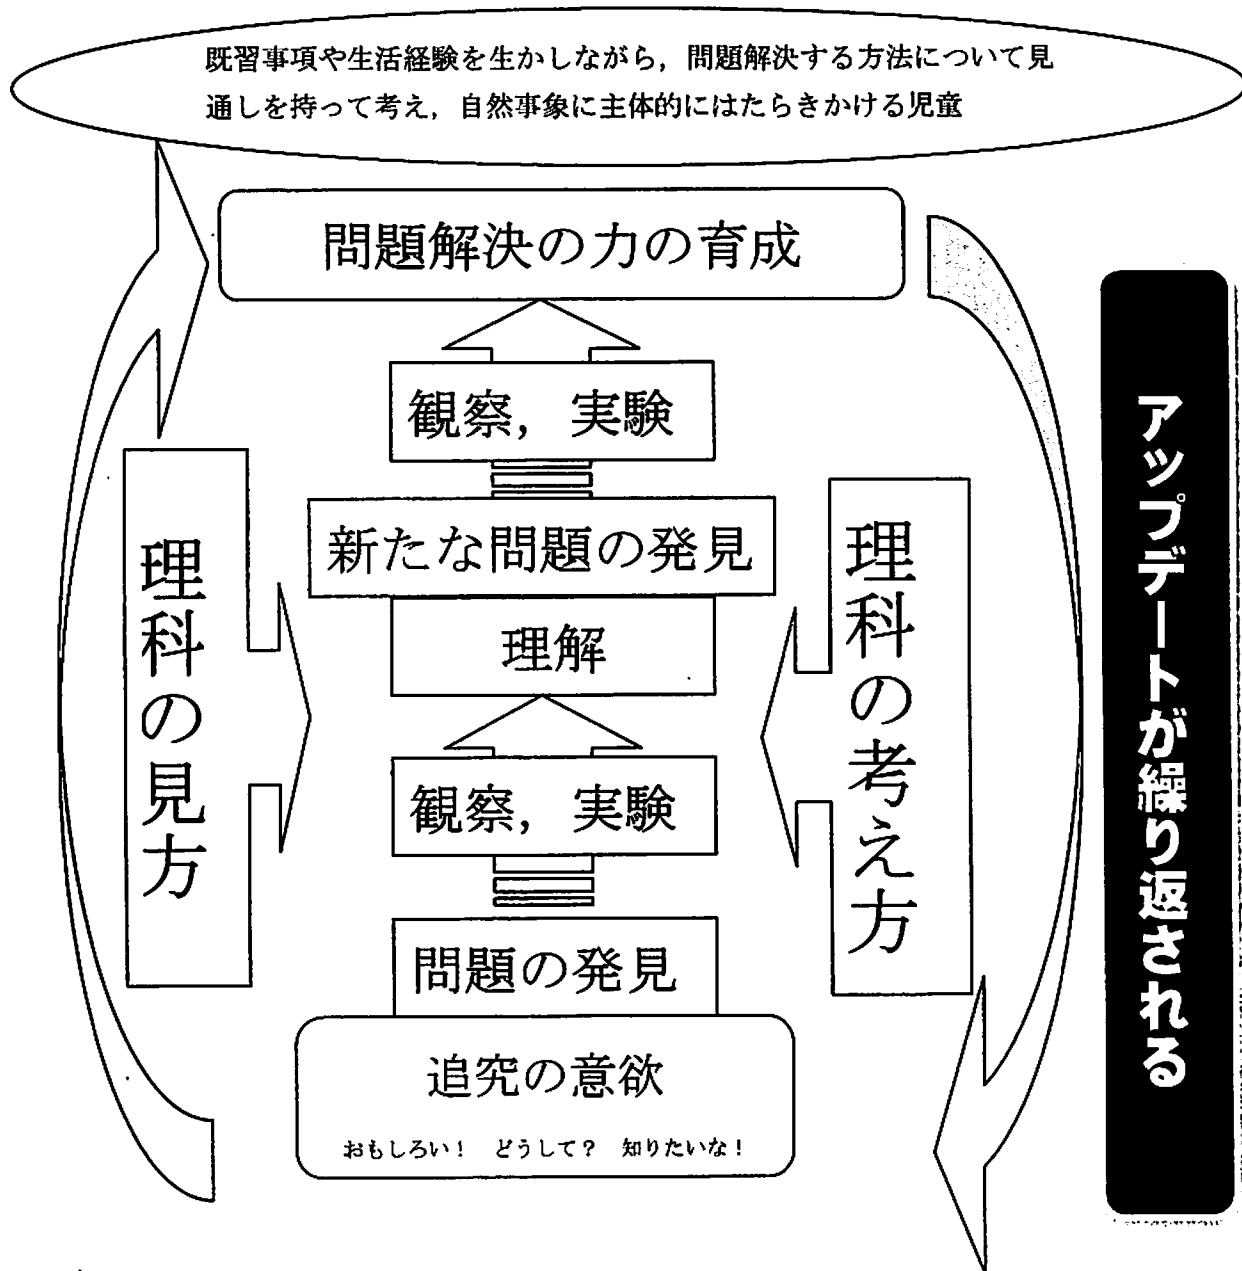 既習事項や生活経験を生かしながら，問題解決する方法について見
通しを持って考え，自然事象に主体的にはたらきかける児童
問題解決の力の育成
観察，実験
新たな問題の発見
理解
観察，実験
問題の発見
追究の意欲
おもしろい！　どうして？　知りたいな！
理科の見方
理科の考え方
アップデートが繰り返される